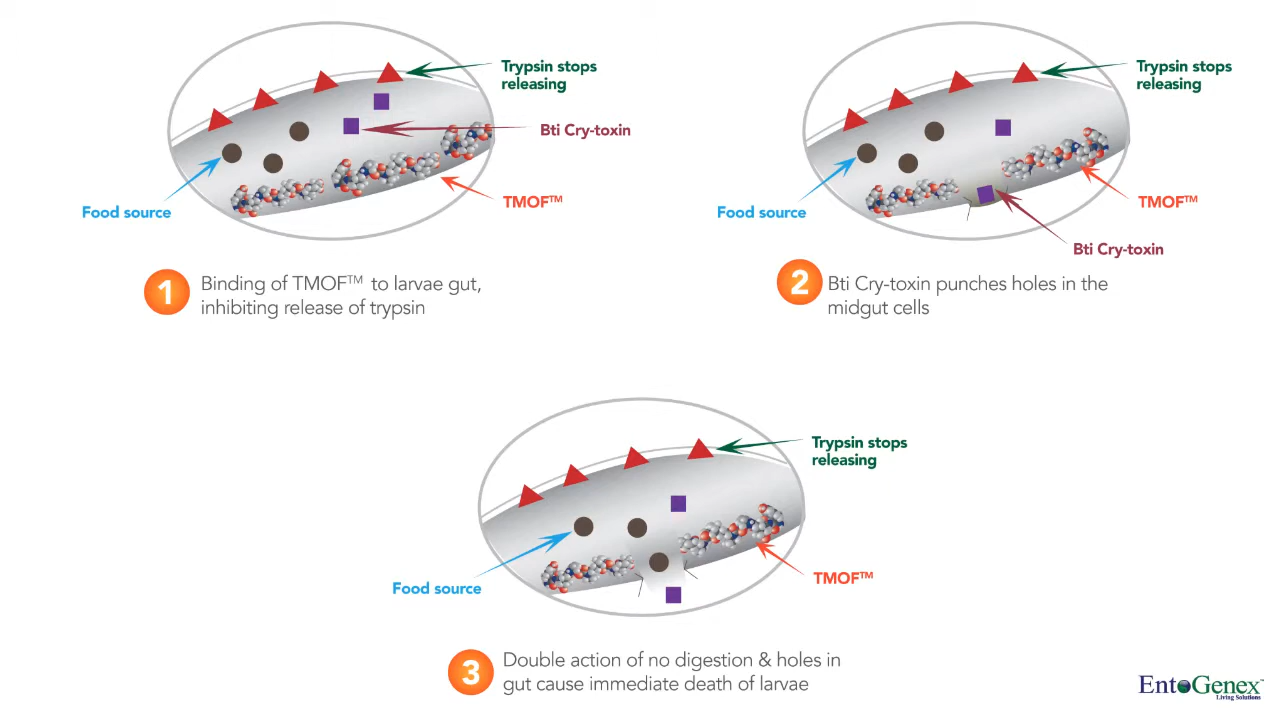 Trypsin stops
releasing
Bti Cry-toxin
Food source
TMOF™
1
Binding of TMOF™ to larvae gut,
inhibiting release of trypsin
Trypsin stops
releasing
Food source
TMOF™
Bti Cry-toxin
2
Bti Cry-toxin punches holes in the
midgut cells
Trypsin stops
releasing
Food source
TMOF™
3
Double action of no digestion & holes in
gut cause immediate death of larvae
EntoGenex™
Living Solutions